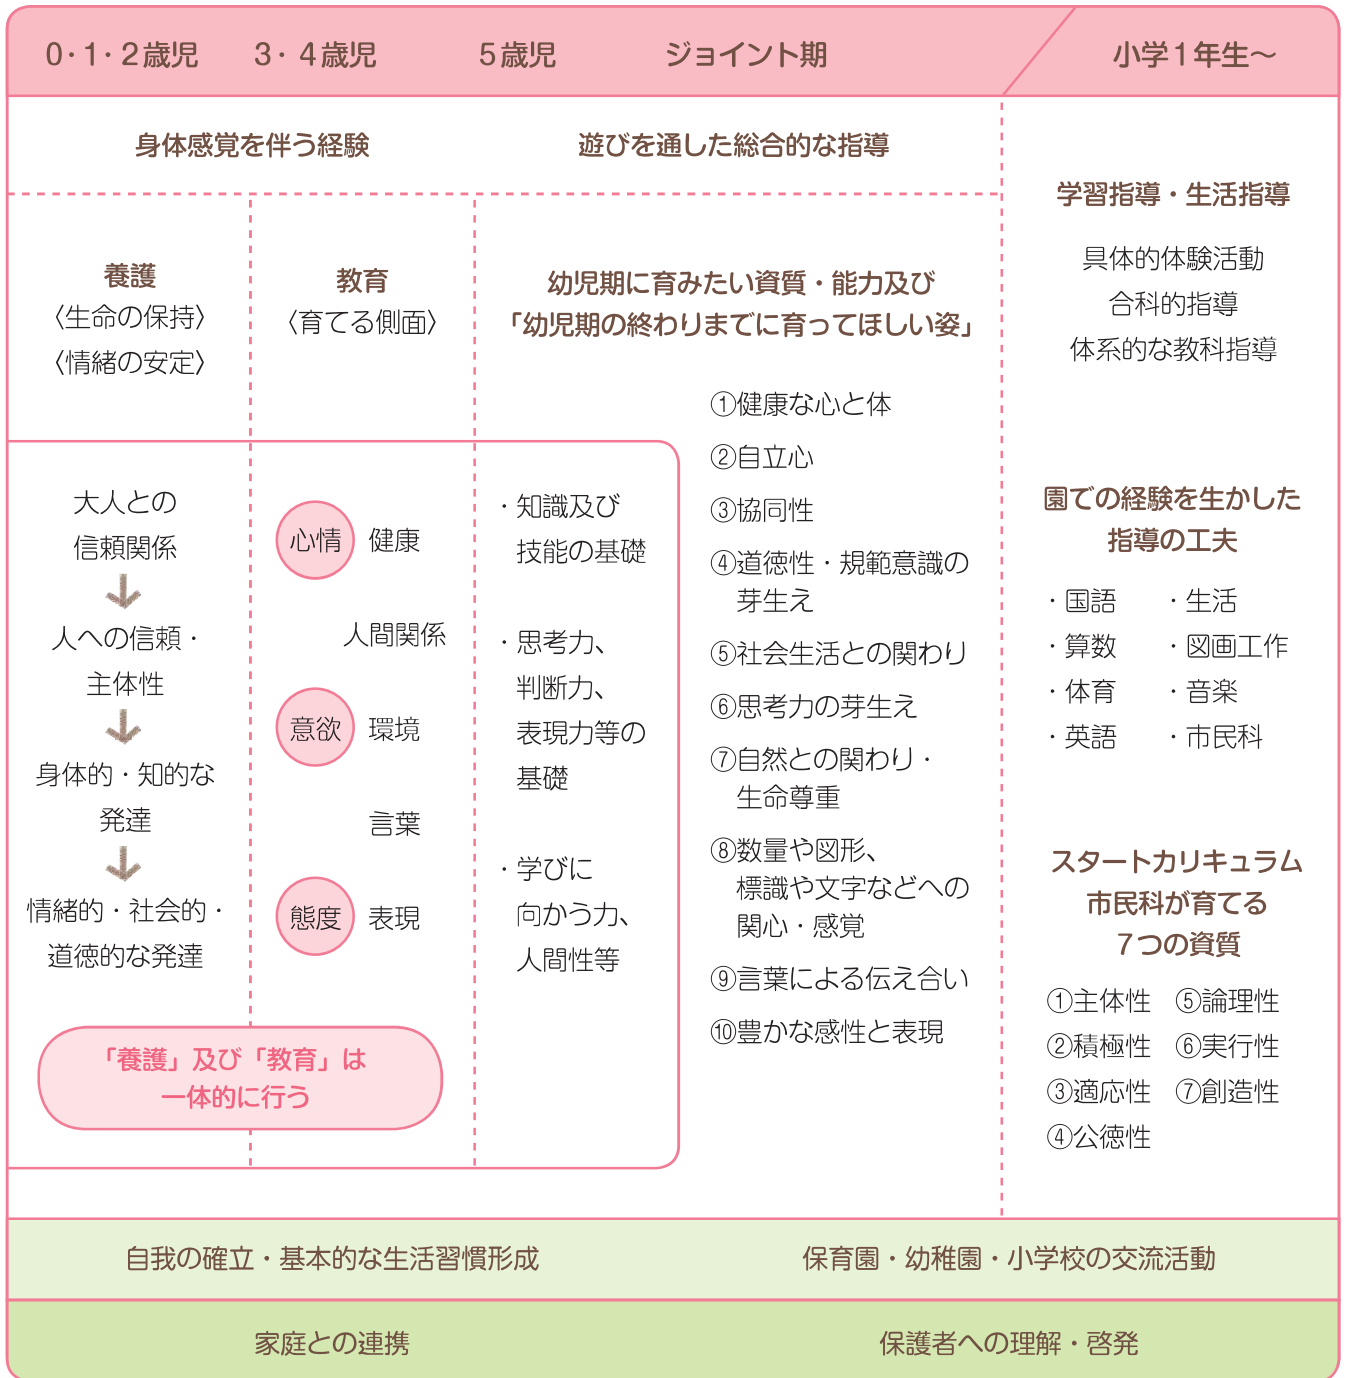 0・1・2歳児
3・4歳児
5歳児
ジョイント期
小学1年生〜
身体感覚を伴う経験
遊びを通した総合的な指導
養護
〈生命の保持〉
〈情緒の安定〉
教育
〈育てる側面〉
幼児期に育みたい資質・能力及び
「幼児期の終わりまでに育ってほしい姿」
大人との
信頼関係
人への信頼・
主体性
身体的・知的な
発達
情緒的・社会的・
道徳的な発達
心情 健康
人間関係
意欲 環境
言葉
態度 表現
「養護」及び「教育」は
一体的に行う
・知識及び
技能の基礎
・思考力、
判断力、
表現力等の
基礎
・学びに
向かう力、
人間性等
①健康な心と体
②自立心
③協同性
④道徳性・規範意識の
芽生え
⑤社会生活との関わり
⑥思考力の芽生え
⑦自然との関わり・
生命尊重
⑧数量や図形、
標識や文字などへの
関心・感覚
⑨言葉による伝え合い
⑩豊かな感性と表現
学習指導・生活指導
具体的体験活動
合科的指導
体系的な教科指導
園での経験を生かした
指導の工夫
・国語 ・生活
・算数 ・図画工作
・体育 ・音楽
・英語 ・市民科
スタートカリキュラム
市民科が育てる
7つの資質
①主体性 ⑤論理性
②積極性 ⑥実行性
③適応性 ⑦創造性
④公徳性
自我の確立・基本的な生活習慣形成
保育園・幼稚園・小学校の交流活動
家庭との連携
保護者への理解・啓発